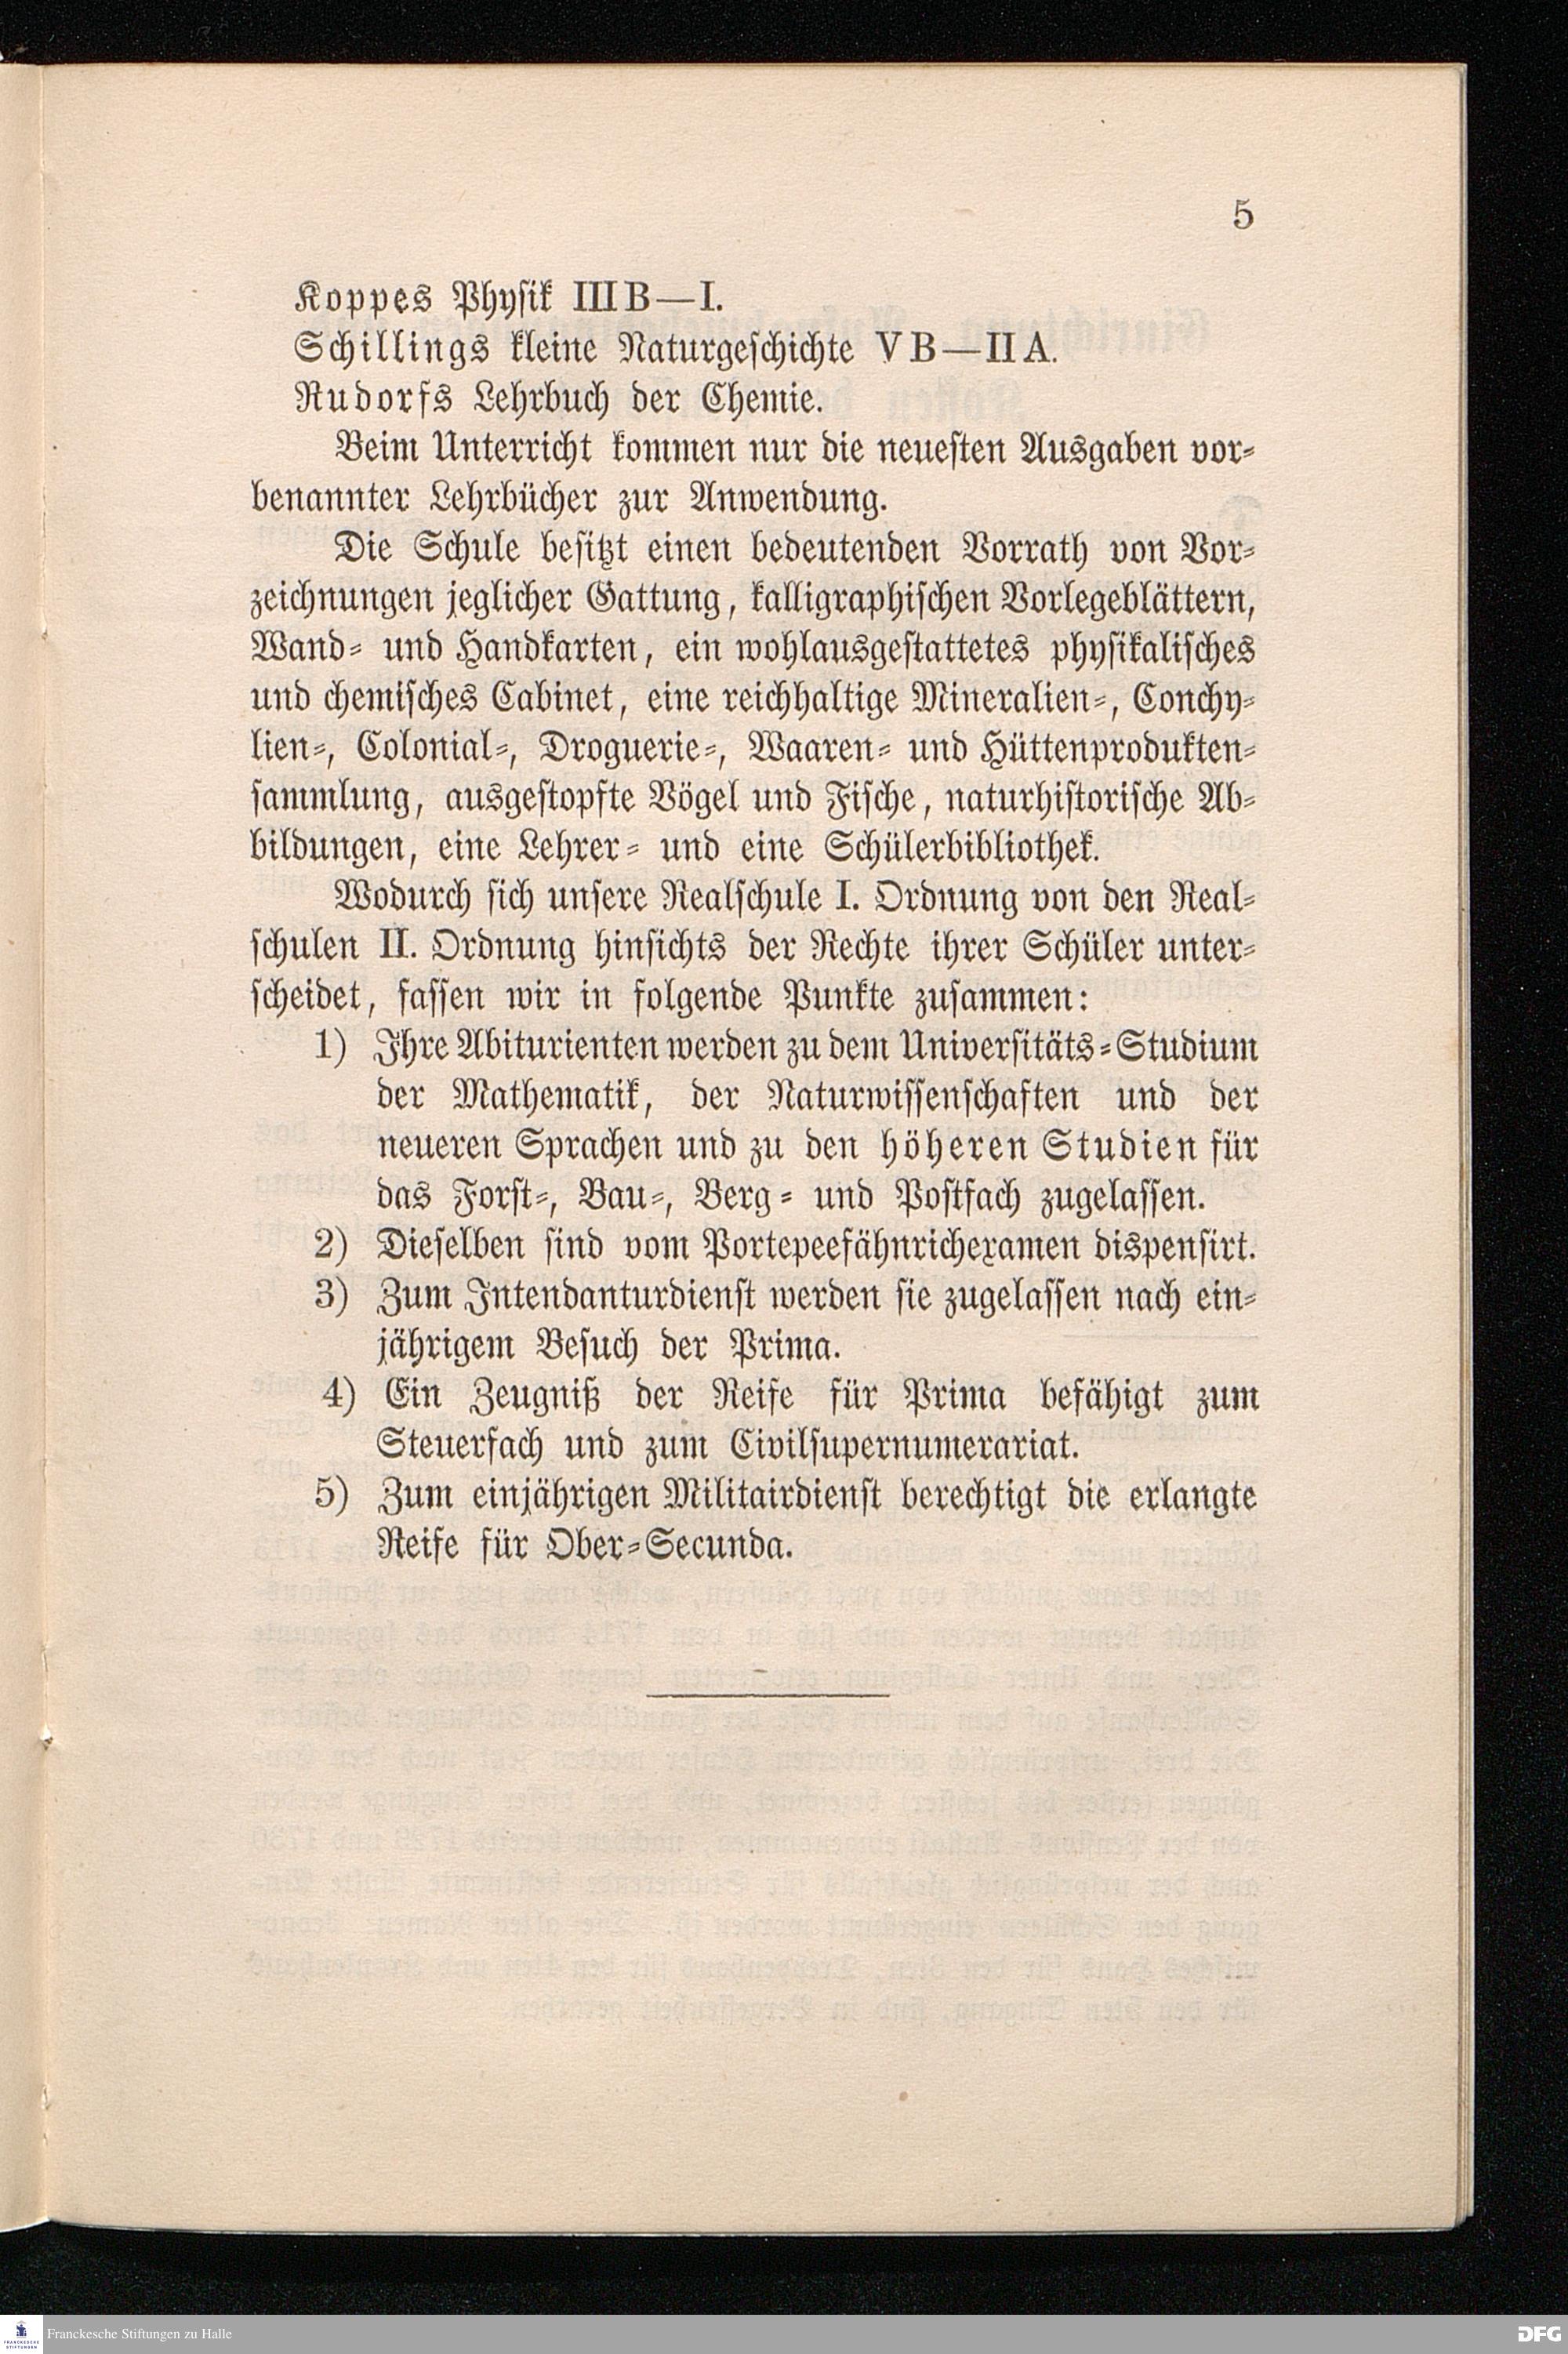 5
Koppes Physik III B—I.
Schillings kleine Naturgeschichte V B—II A.
Rudorfs Lehrbuch der Chemie.
Beim Unterricht kommen nur die neuesten Ausgaben vor-
benannter Lehrbücher zur Anwendung.
Die Schule besitzt einen bedeutenden Vorrath von Vor-
zeichnungen jeglicher Gattung, kalligraphischen Vorlegeblättern,
Wand- und Handkarten, ein wohlausgestattetes physikalisches
und chemisches Cabinet, eine reichhaltige Mineralien-, Conchy-
lien-, Colonial-, Droguerie-, Waaren- und Hüttenprodukten-
sammlung, ausgestopfte Vögel und Fische, naturhistorische Ab-
bildungen, eine Lehrer- und eine Schülerbibliothek.
Wodurch sich unsere Realschule I. Ordnung von den Real-
schulen II. Ordnung hinsichts der Rechte ihrer Schüler unter-
scheidet, fassen wir in folgende Punkte zusammen:
1) Ihre Abiturienten werden zu dem Universitäts-Studium
der Mathematik, der Naturwissenschaften und der
neueren Sprachen und zu den höheren Studien für
das Forst-, Bau-, Berg- und Postfach zugelassen.
2) Dieselben sind vom Portepeefähnrichexamen dispensirt.
3) Zum Intendanturdienst werden sie zugelassen nach ein-
jährigem Besuch der Prima.
4) Ein Zeugniß der Reife für Prima befähigt zum
Steuerfach und zum Civilsupernumerariat.
5) Zum einjährigen Militairdienst berechtigt die erlangte
Reife für Ober-Secunda.
FRANCKESCHE
STIFTUNGEN
Franckesche Stiftungen zu Halle
DFG